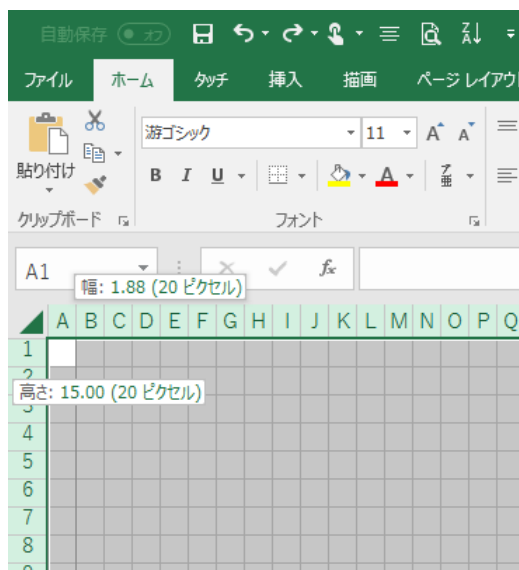 自動保存 オフ
ファイル ホーム タッチ 挿入 描画 ページ レイアウ
貼り付け 游ゴシック 11 A A
B I U A
クリップボード フォント
A1 fx
幅: 1.88 (20 ピクセル)
A B C D E F G H I J K L M N O P Q
1
2
高さ: 15.00 (20 ピクセル)
3
4
5
6
7
8